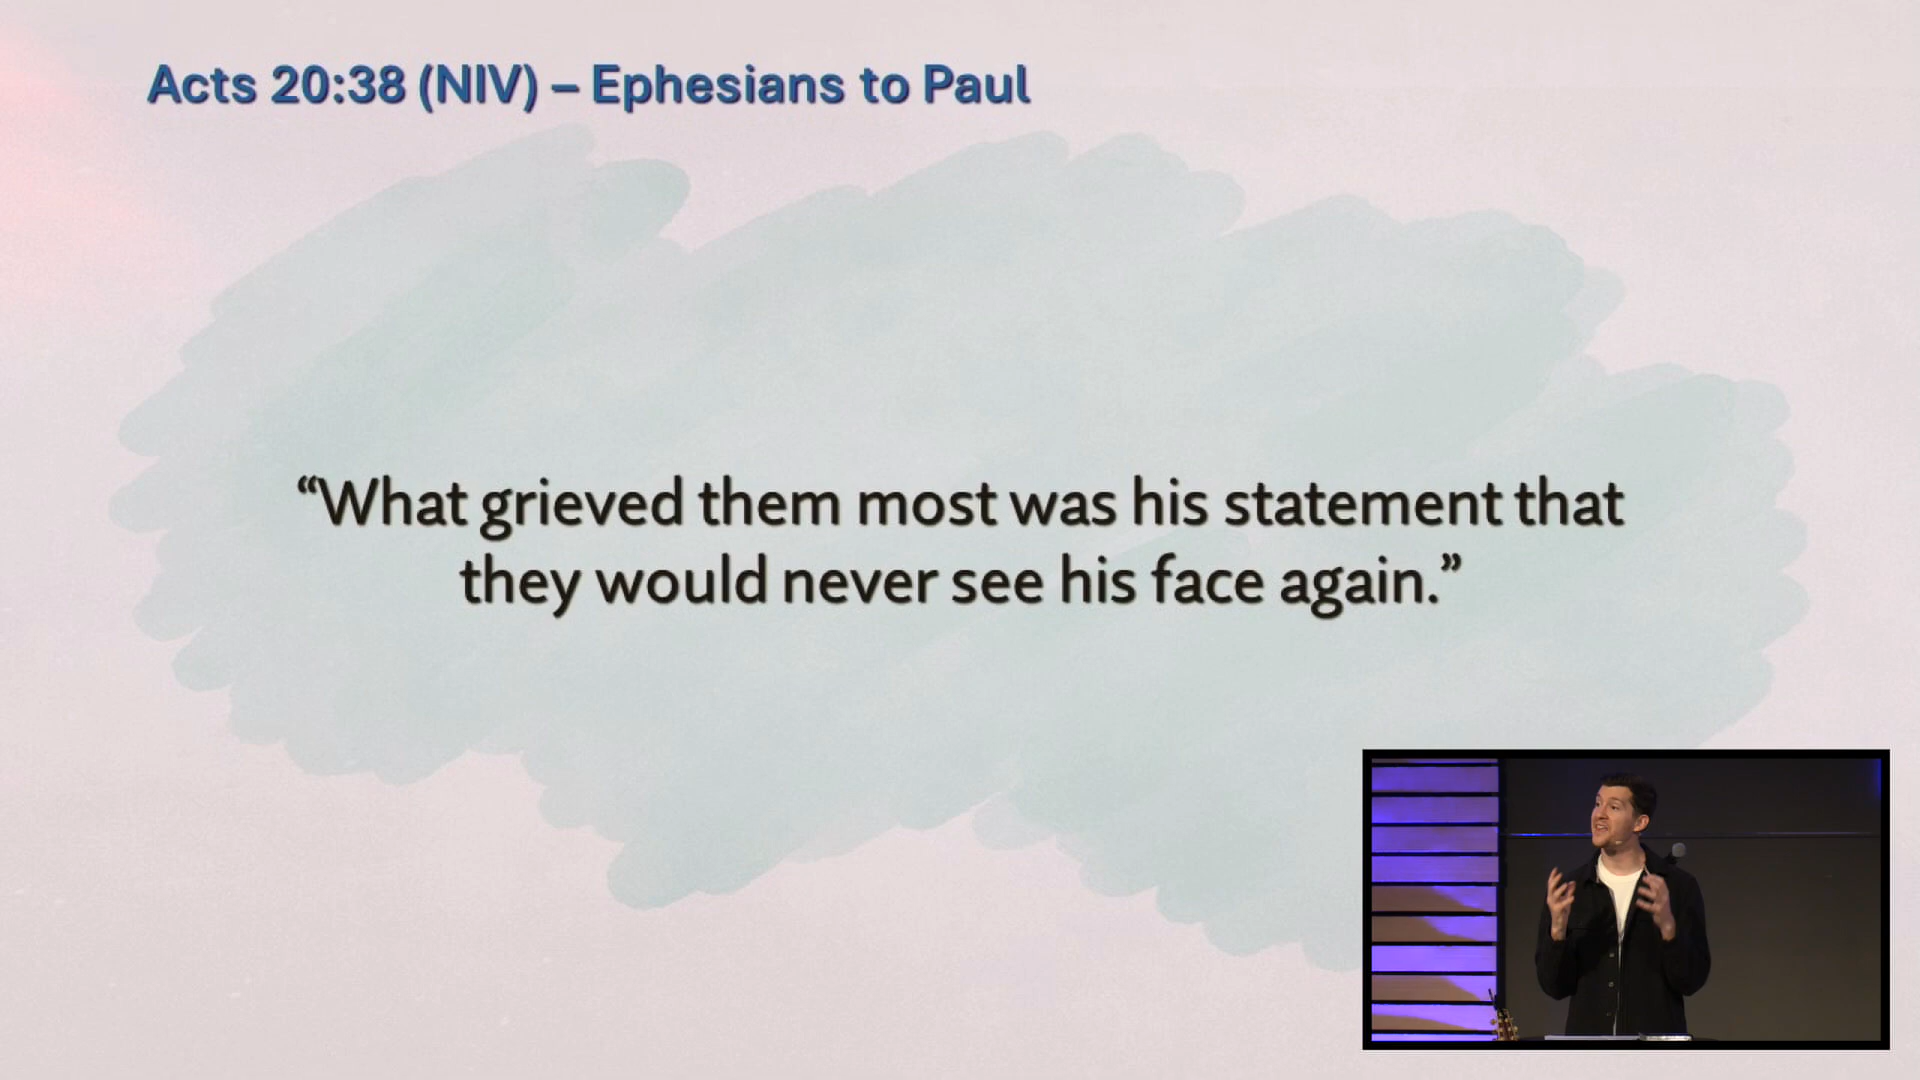 Acts 20:38 (NIV) – Ephesians to Paul
“What grieved them most was his statement that
they would never see his face again.”